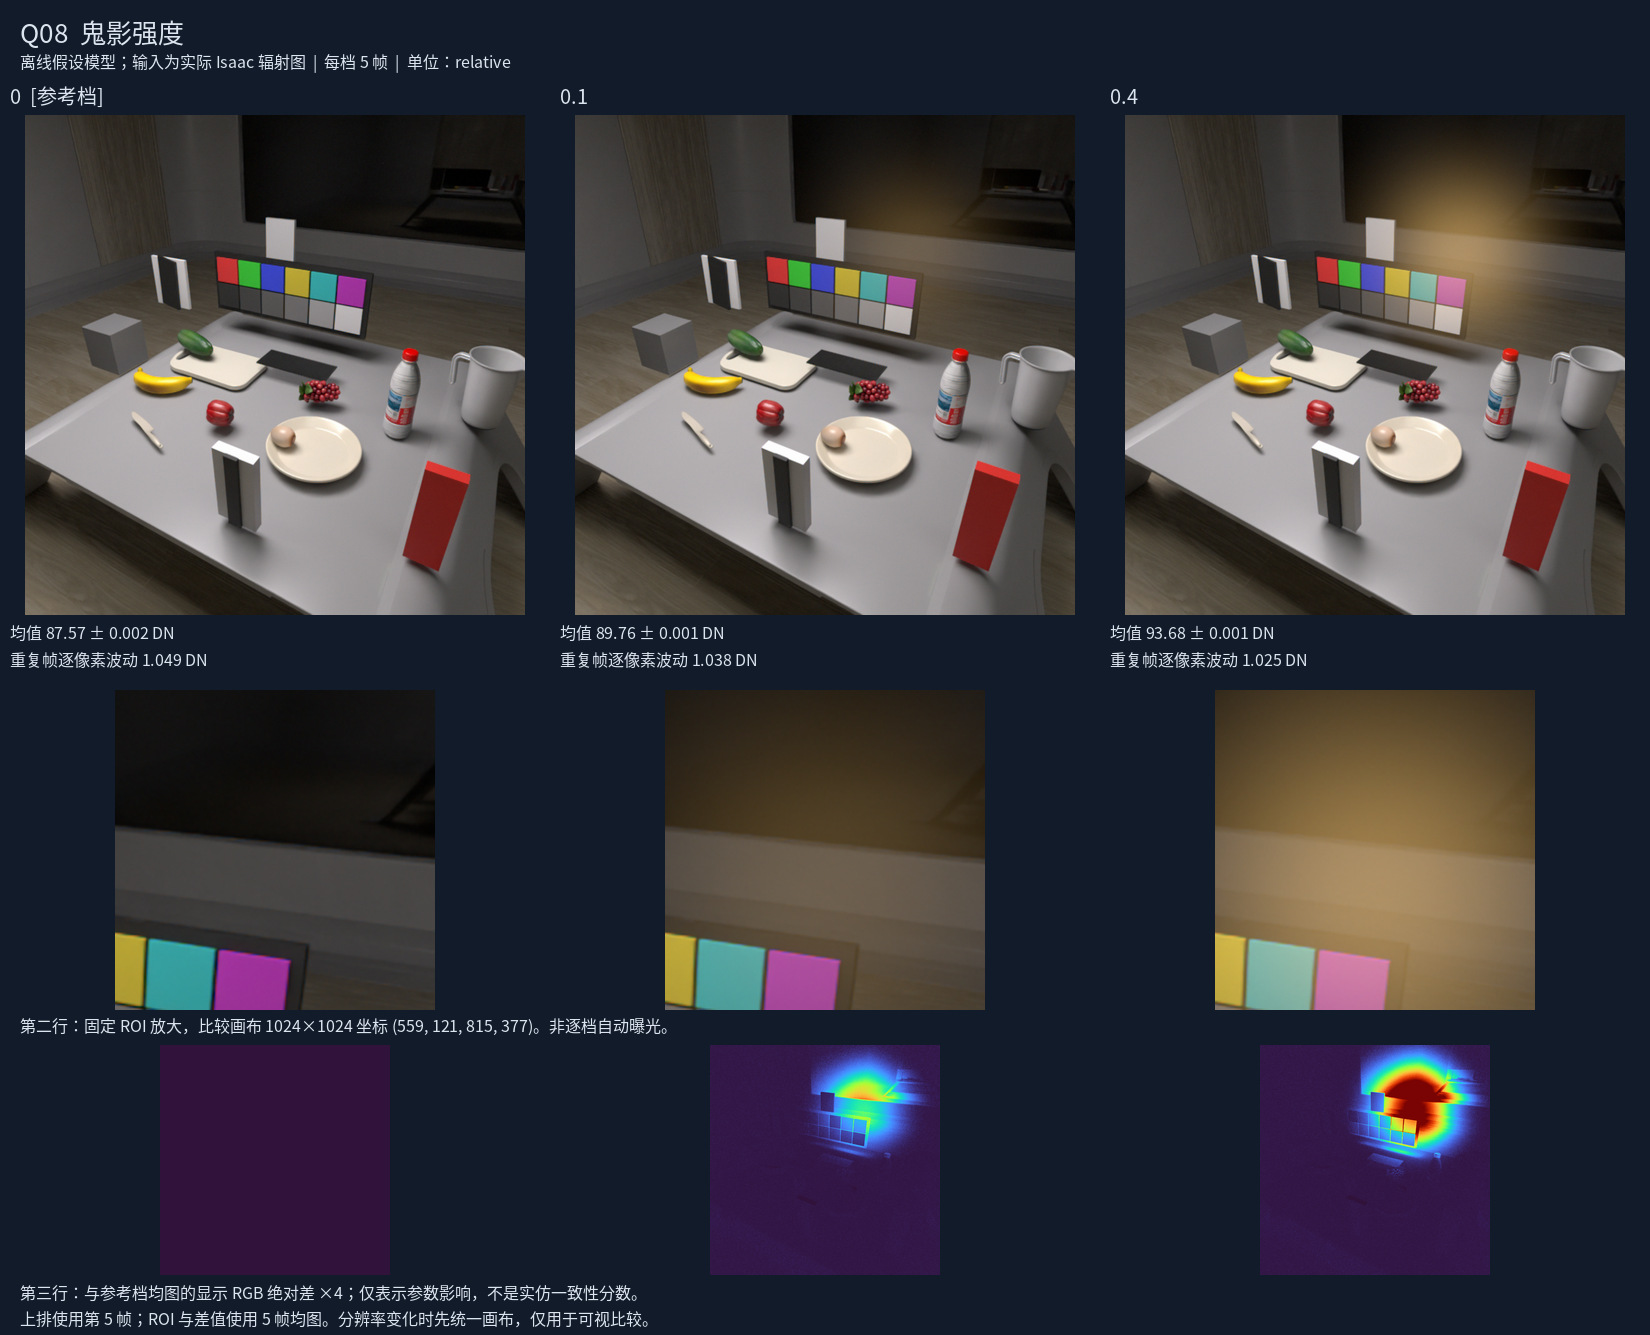 Q08 鬼影强度
离线假设模型；输入为实际 Isaac 辐射图 | 每档 5 帧 | 单位：relative
0 [参考档]
0.1
0.4
均值 87.57 ± 0.002 DN
重复帧逐像素波动 1.049 DN
均值 89.76 ± 0.001 DN
重复帧逐像素波动 1.038 DN
均值 93.68 ± 0.001 DN
重复帧逐像素波动 1.025 DN
第二行：固定 ROI 放大，比较画布 1024×1024 坐标 (559, 121, 815, 377)。非逐档自动曝光。
第三行：与参考档均图的显示 RGB 绝对差 ×4；仅表示参数影响，不是实仿一致性分数。
上排使用第 5 帧；ROI 与差值使用 5 帧均图。分辨率变化时先统一画布，仅用于可视比较。